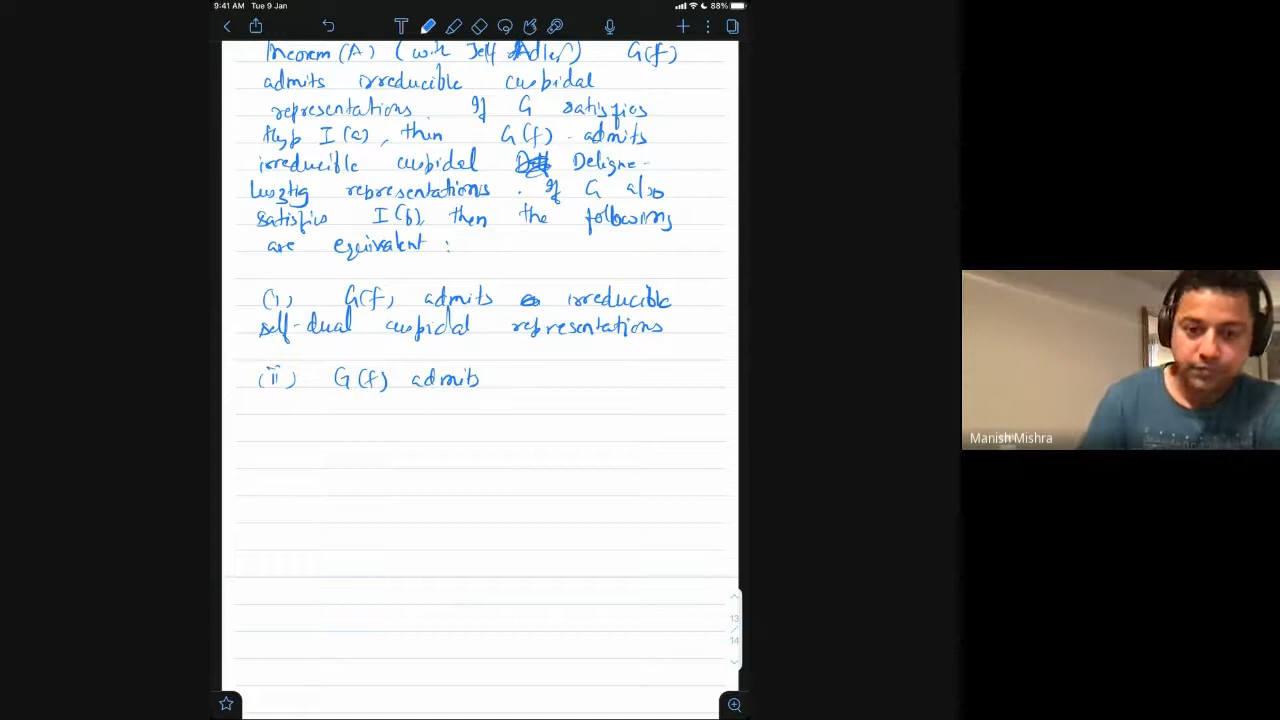 9:41 AM Tue 9 Jan
88%
Theorem (A) (with Jeff Adler) G(f)
admits irreducible cuspidal
representations. If G satisfies
Hyp I(a), then G(f) admits
irreducible cuspidal Deligne-
Lusztig representations. If G also
satisfies I(b), then the following
are equivalent :
(i) G(f) admits irreducible
self-dual cuspidal representations
(ii) G(f) admits
13
14
Manish Mishra